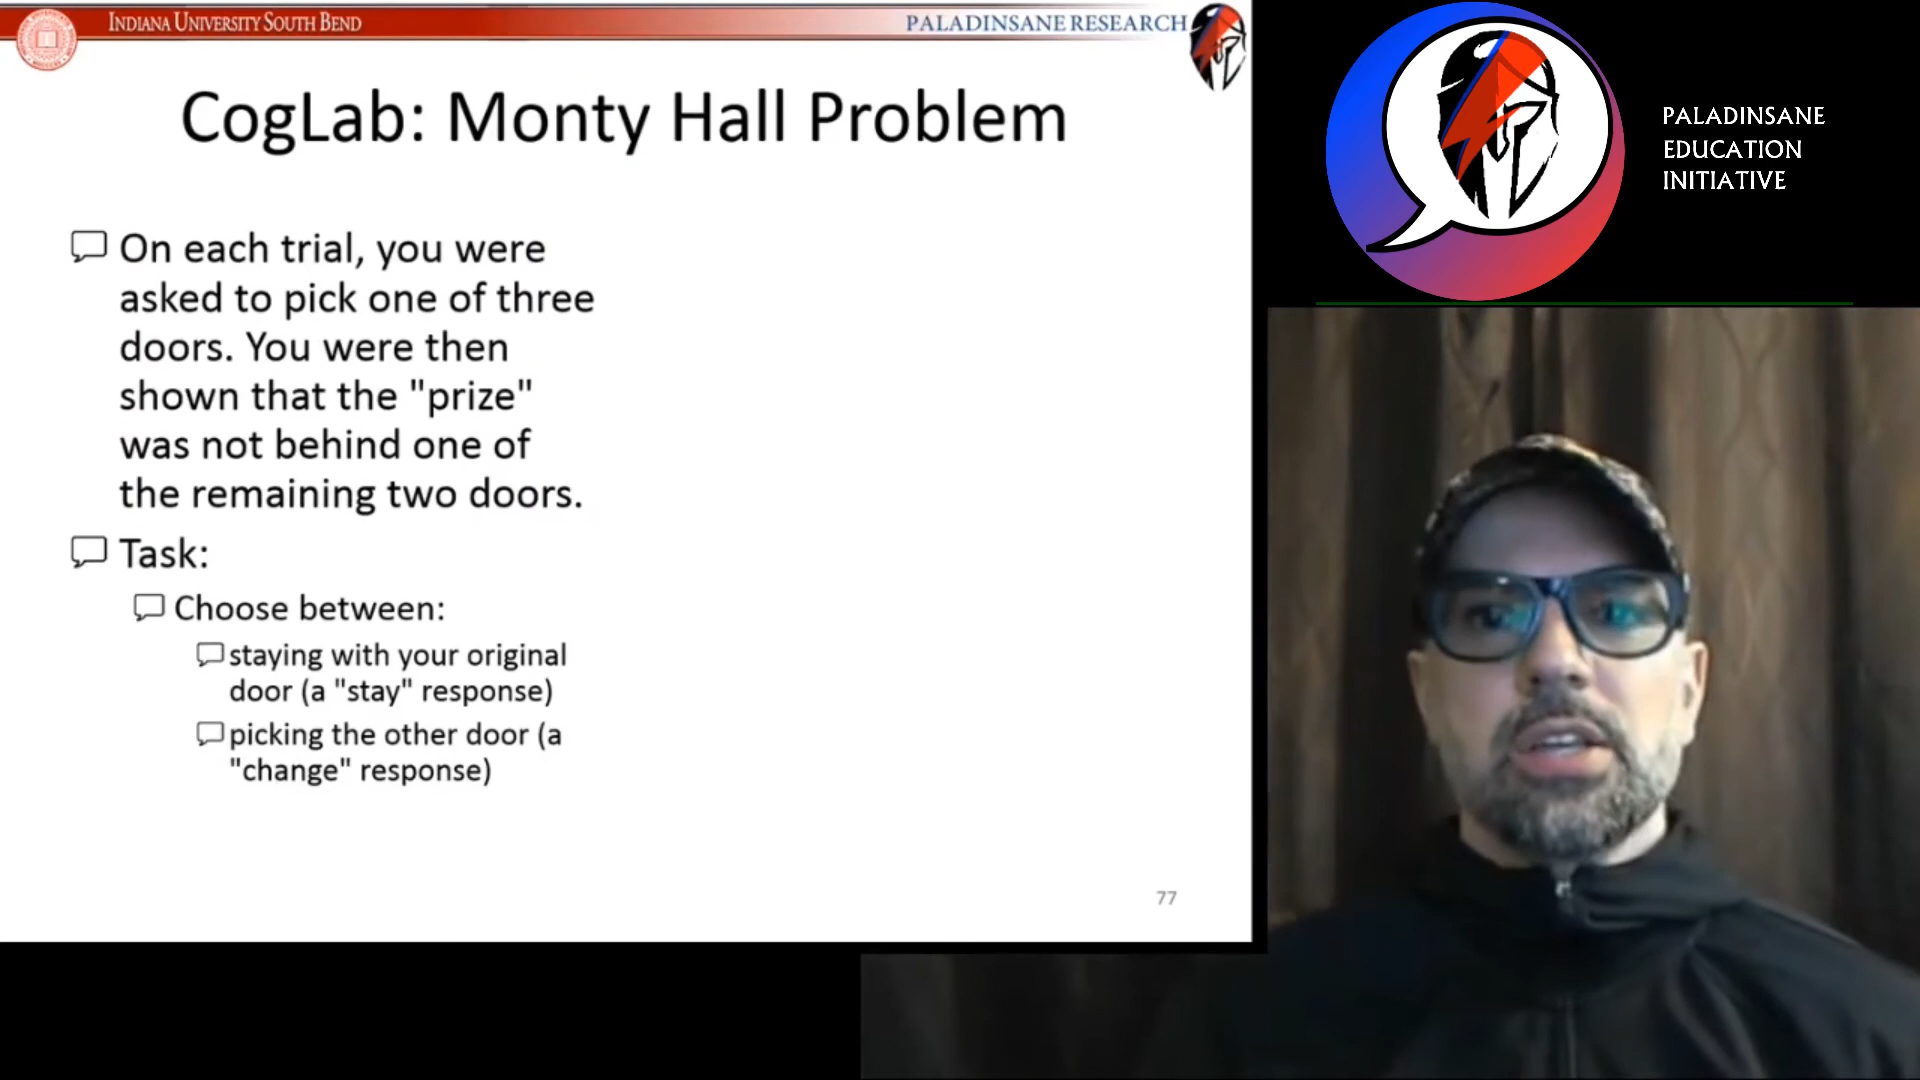 INDIANA UNIVERSITY SOUTH BEND
PALADINSANE RESEARCH
CogLab: Monty Hall Problem
On each trial, you were
asked to pick one of three
doors. You were then
shown that the "prize"
was not behind one of
the remaining two doors.
Task:
Choose between:
staying with your original
door (a "stay" response)
picking the other door (a
"change" response)
77
PALADINSANE
EDUCATION
INITIATIVE